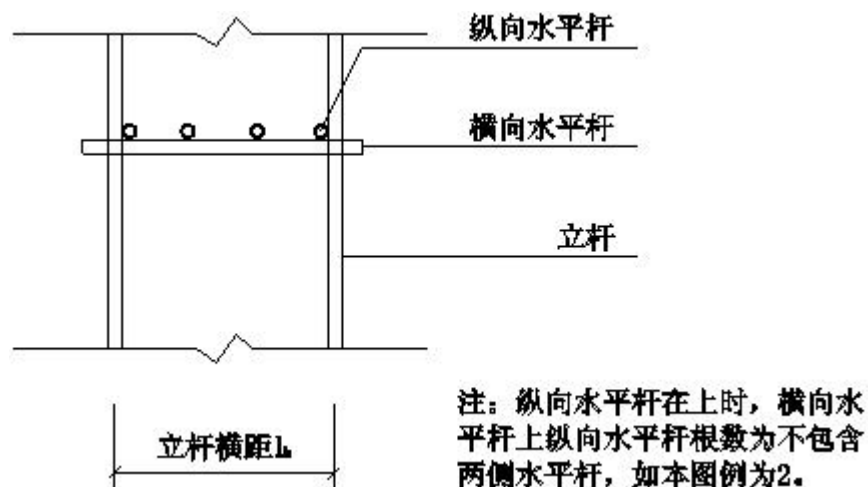 纵向水平杆
横向水平杆
立杆
立杆横距lb
注：纵向水平杆在上时，横向水
平杆上纵向水平杆根数为不包含
两侧水平杆，如本图例为2。